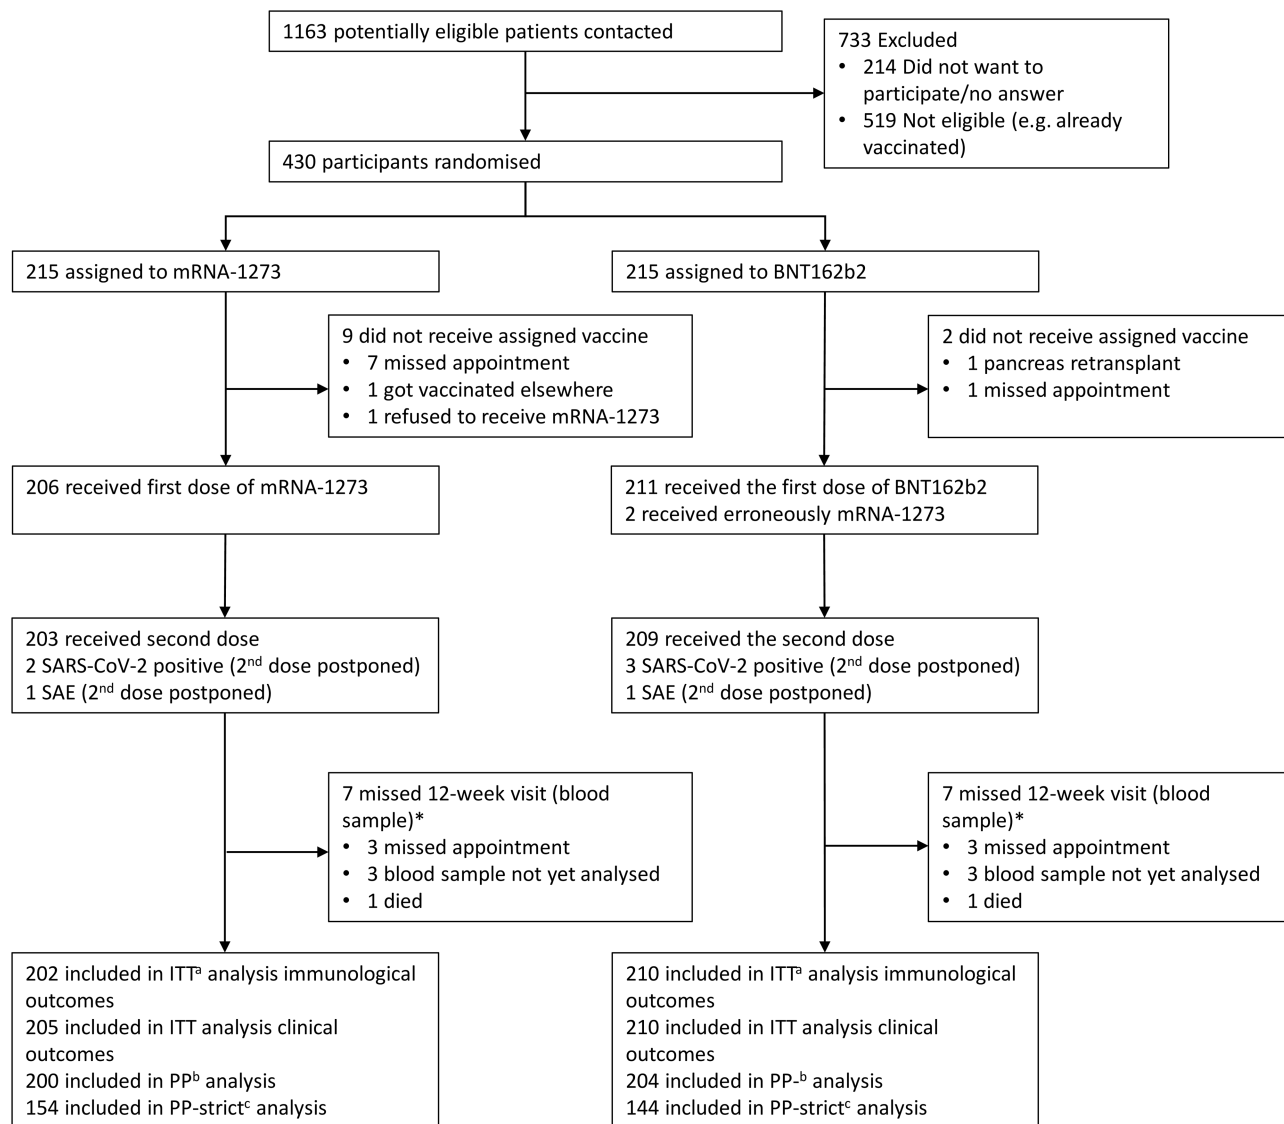 1163 potentially eligible patients contacted
733 Excluded
• 214 Did not want to
participate/no answer
• 519 Not eligible (e.g. already
vaccinated)
430 participants randomised
215 assigned to mRNA-1273
215 assigned to BNT162b2
9 did not receive assigned vaccine
• 7 missed appointment
• 1 got vaccinated elsewhere
• 1 refused to receive mRNA-1273
2 did not receive assigned vaccine
• 1 pancreas retransplant
• 1 missed appointment
206 received first dose of mRNA-1273
211 received the first dose of BNT162b2
2 received erroneously mRNA-1273
203 received second dose
2 SARS-CoV-2 positive (2nd dose postponed)
1 SAE (2nd dose postponed)
209 received the second dose
3 SARS-CoV-2 positive (2nd dose postponed)
1 SAE (2nd dose postponed)
7 missed 12-week visit (blood
sample)*
• 3 missed appointment
• 3 blood sample not yet analysed
• 1 died
7 missed 12-week visit (blood
sample)*
• 3 missed appointment
• 3 blood sample not yet analysed
• 1 died
202 included in ITTa analysis immunological
outcomes
205 included in ITT analysis clinical
outcomes
200 included in PPb analysis
154 included in PP-strictc analysis
210 included in ITTa analysis immunological
outcomes
210 included in ITT analysis clinical
outcomes
204 included in PP-b analysis
144 included in PP-strictc analysis